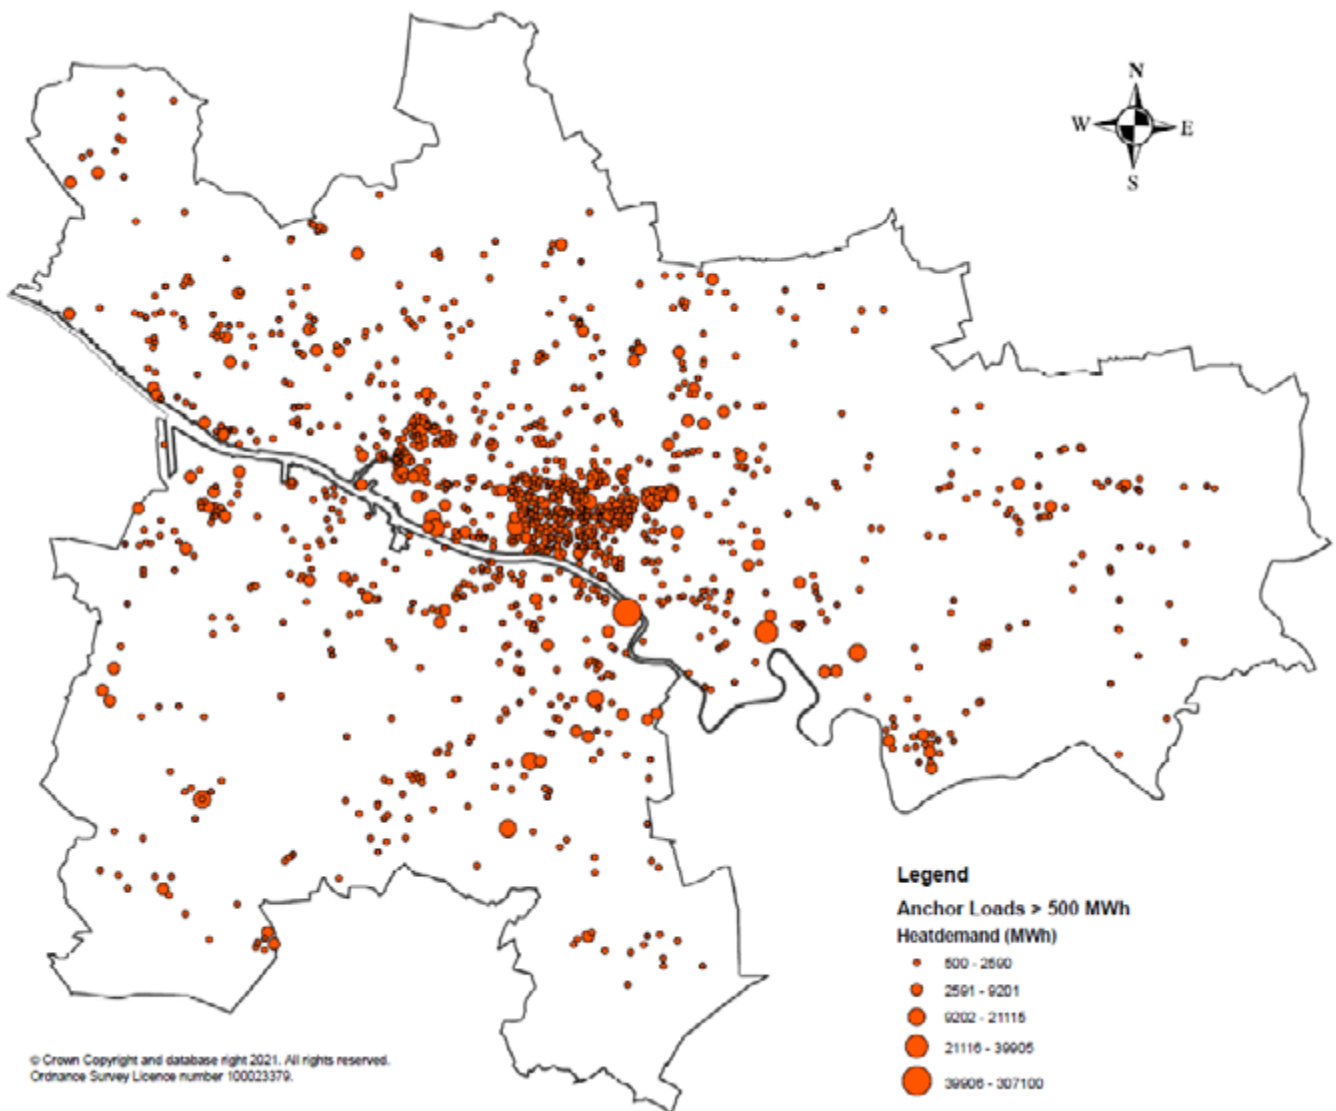 N
W E
S
Legend
Anchor Loads > 500 MWh
Heatdemand (MWh)
500 - 2590
2591 - 9201
9202 - 21115
21116 - 39905
39906 - 307100
© Crown Copyright and database right 2021. All rights reserved.
Ordnance Survey Licence number 100023379.